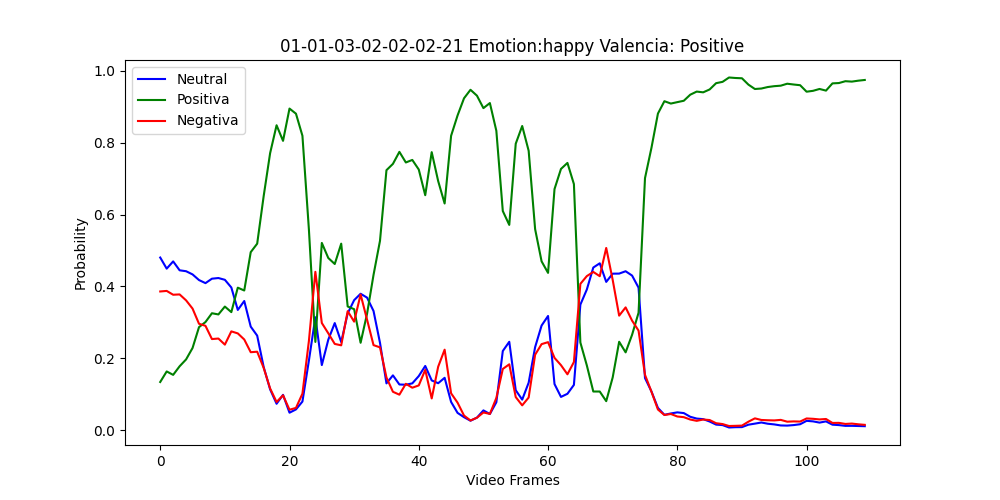 01-01-03-02-02-02-21 Emotion:happy Valencia: Positive
Neutral
Positiva
Negativa
Probability
1.0
0.8
0.6
0.4
0.2
0.0
0 20 40 60 80 100
Video Frames